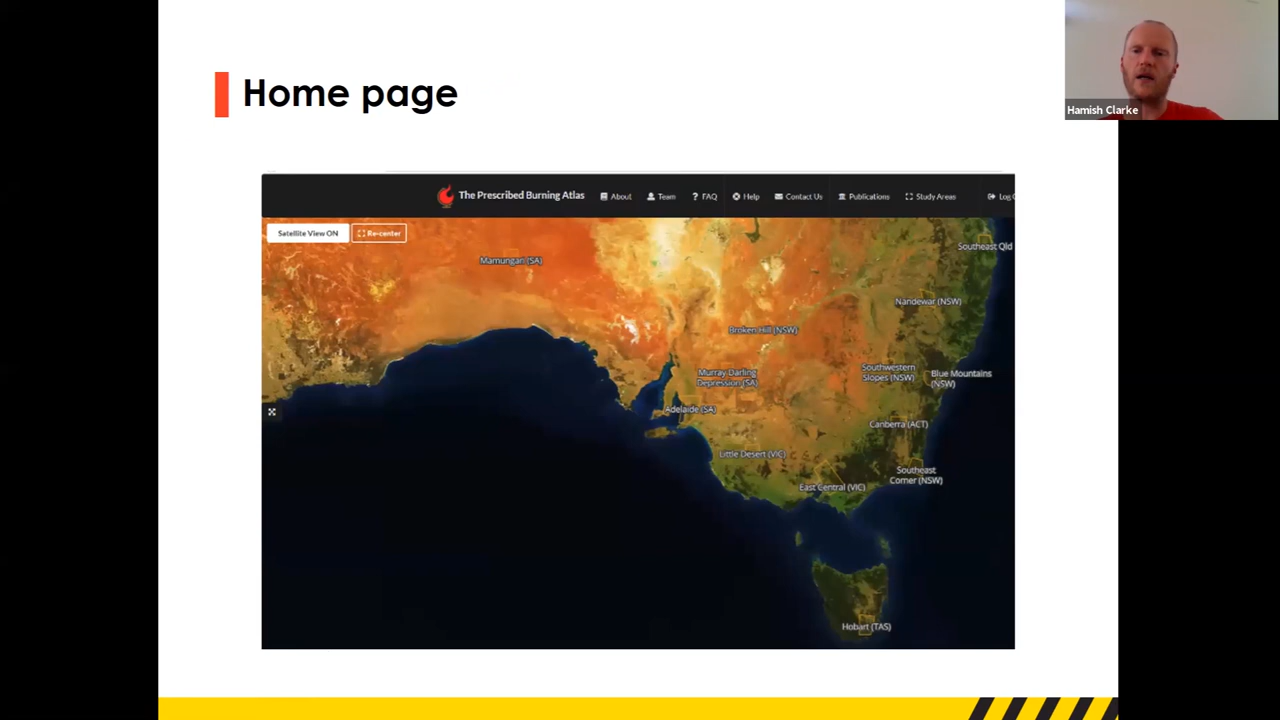 Home page
Hamish Clarke
The Prescribed Burning Atlas
About
Team
FAQ
Help
Contact Us
Publications
Study Areas
Log
Satellite View ON
Re-center
Southeast Qld
Mamungan (SA)
Nandewar (NSW)
Broken Hill (NSW)
Murray Darling
Depression (SA)
Southwestern
Slopes (NSW)
Blue Mountains
(NSW)
Adelaide (SA)
Canberra (ACT)
Little Desert (VIC)
Southeast
Corner (NSW)
East Central (VIC)
Hobart (TAS)